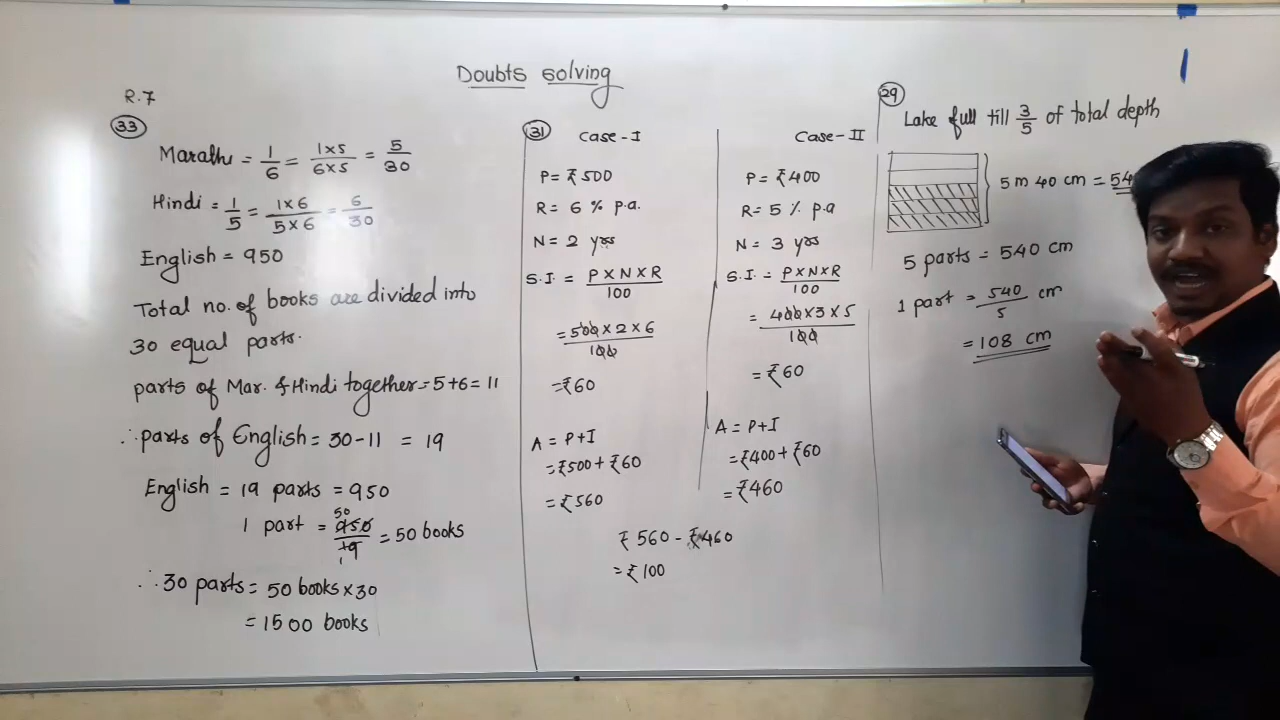 Doubts solving
R.7
33
Marathi = 1/6 = 1×5/6×5 = 5/30
Hindi = 1/5 = 1×6/5×6 = 6/30
English = 950
Total no. of books are divided into
30 equal parts.
parts of Mar. & Hindi together = 5+6 = 11
∴ parts of English = 30-11 = 19
English = 19 parts = 950
1 part = 950/19 = 50 books
50
1
∴ 30 parts = 50 books × 30
= 1500 books
31
Case-I
P = ₹500
R = 6 % p.a.
N = 2 yrs
S.I. = P×N×R/100
= 500×2×6/100
= ₹60
A = P+I
= ₹500 + ₹60
= ₹560
Case-II
P = ₹400
R = 5 % p.a
N = 3 yrs
S.I. = P×N×R/100
= 400×3×5/100
= ₹60
A = P+I
= ₹400 + ₹60
= ₹460
₹ 560 - ₹460
= ₹100
29
Lake full till 3/5 of total depth
5 m 40 cm = 54
5 parts = 540 cm
1 part = 540/5 cm
= 108 cm